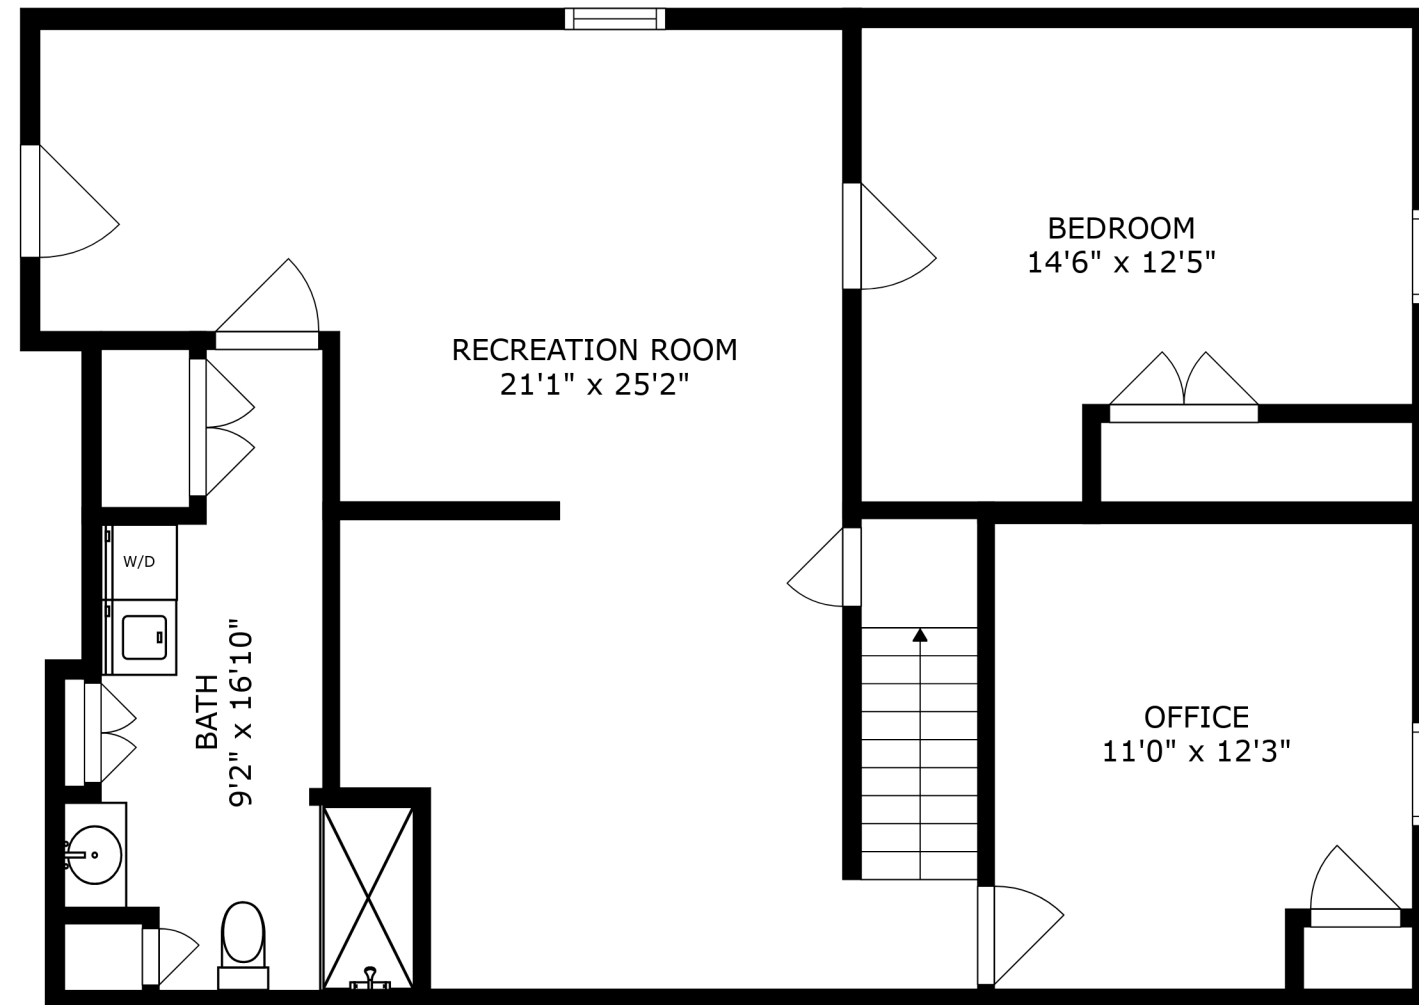 BEDROOM
14'6" x 12'5"
RECREATION ROOM
21'1" x 25'2"
W/D
BATH
9'2" x 16'10"
OFFICE
11'0" x 12'3"